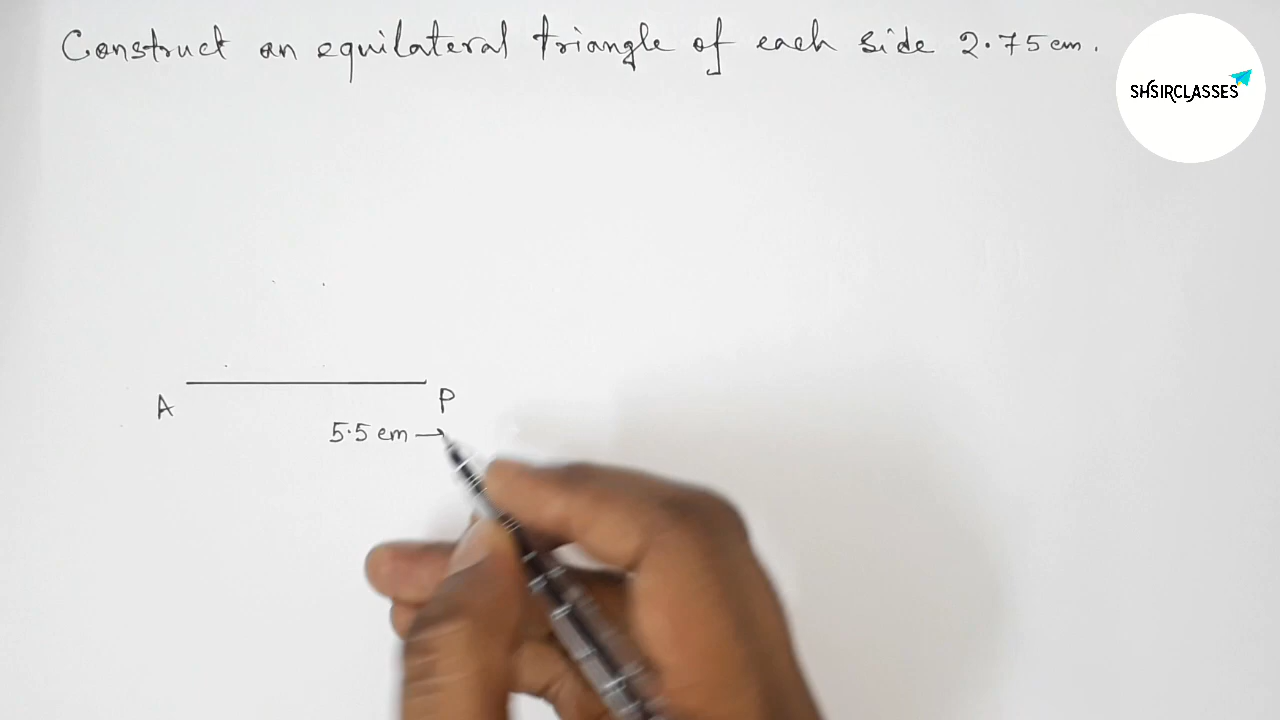 Construct an equilateral triangle of each side 2.75 cm.
SHSIRCLASSES
A
P
5.5 cm →